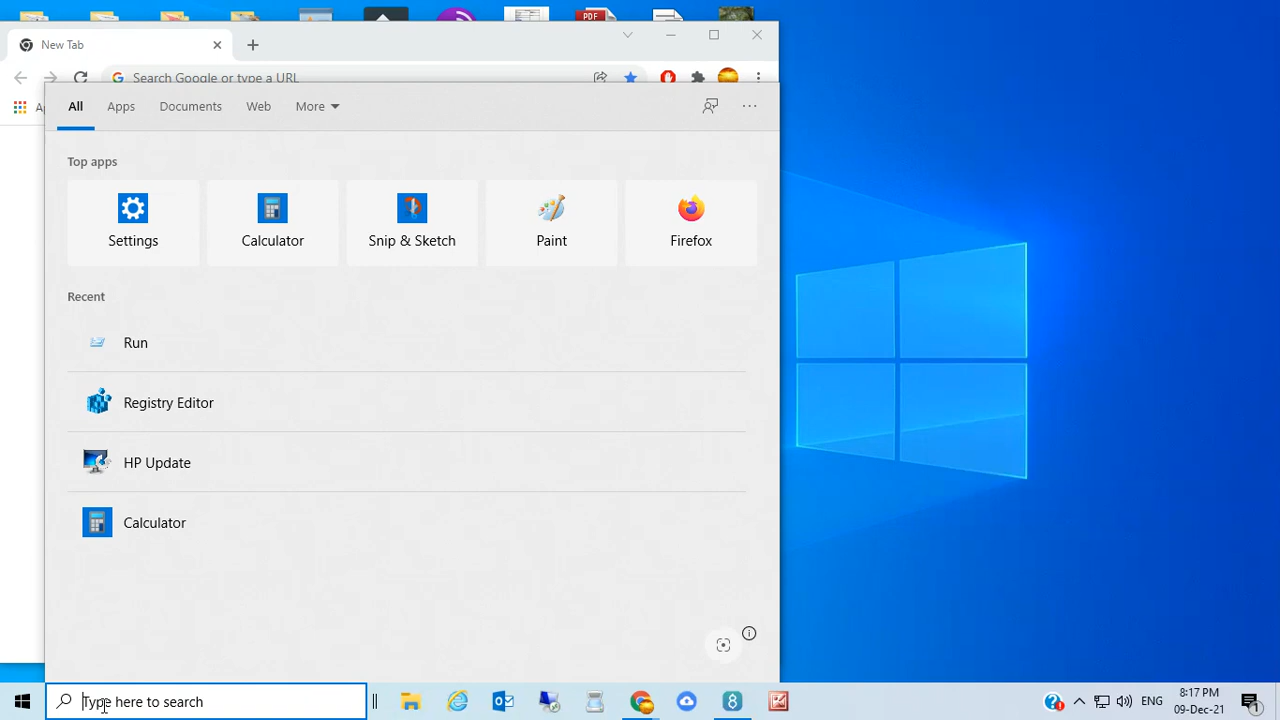 PDF
New Tab
Search Google or type a URL
All Apps Documents Web More
Top apps
Settings Calculator Snip & Sketch Paint Firefox
Recent
Run
Registry Editor
HP Update
Calculator
Type here to search
ENG
8:17 PM
09-Dec-21
1